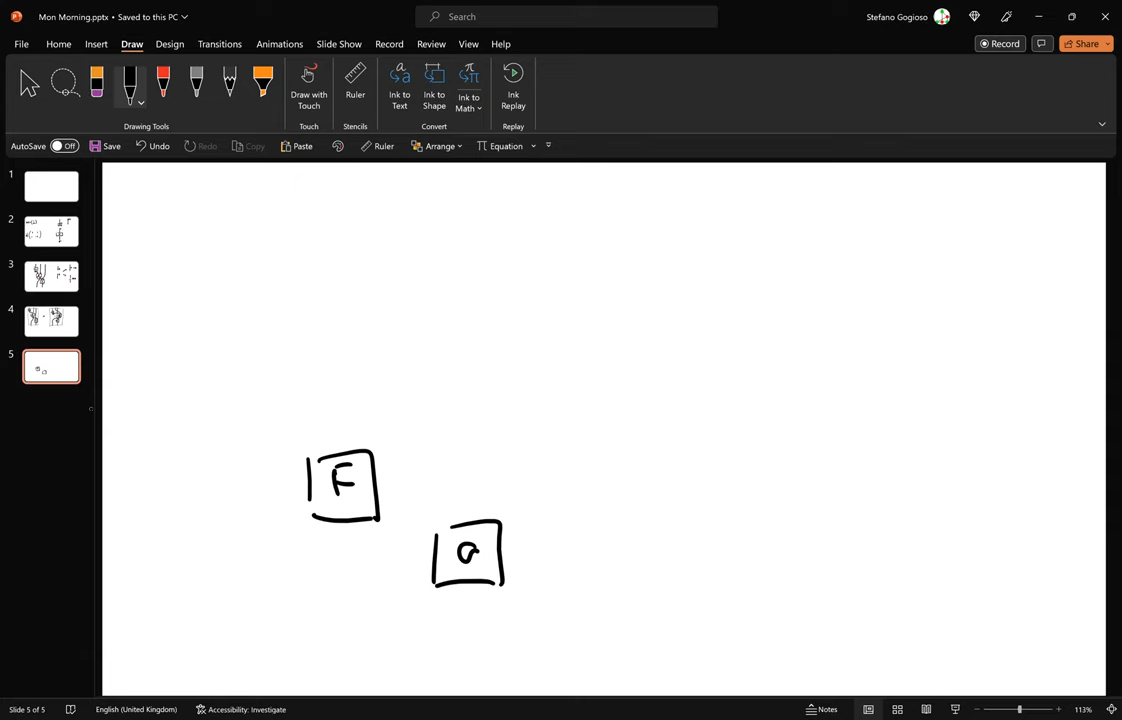 Mon Morning.pptx • Saved to this PC
Search
Stefano Gogioso
File Home Insert Draw Design Transitions Animations Slide Show Record Review View Help
Record
Share
Draw with Touch
Ruler
Ink to Text
Ink to Shape
Ink to Math
Ink Replay
Drawing Tools
Touch
Stencils
Convert
Replay
AutoSave Off Save Undo Redo Copy Paste Ruler Arrange Equation
1
2
3
4
5
F
Slide 5 of 5
English (United Kingdom)
Accessibility: Investigate
Notes
113%